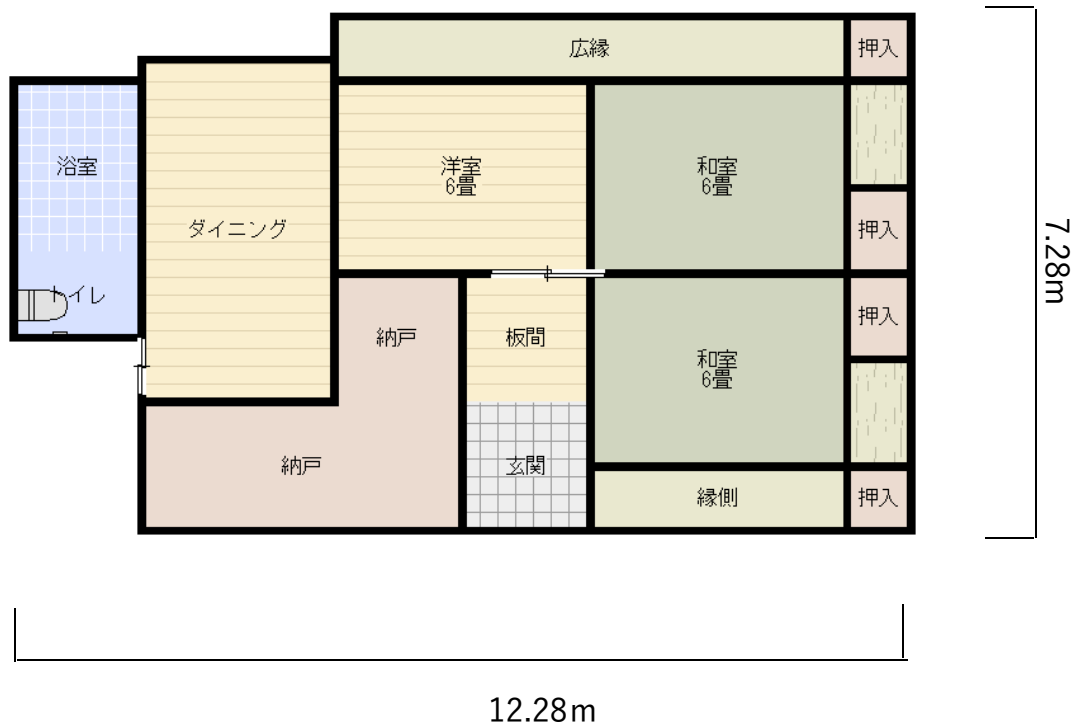 広縁
押入
浴室
洋室
6畳
和室
6畳
ダイニング
押入
7.28m
トイレ
納戸
板間
和室
6畳
押入
納戸
玄関
縁側
押入
12.28m